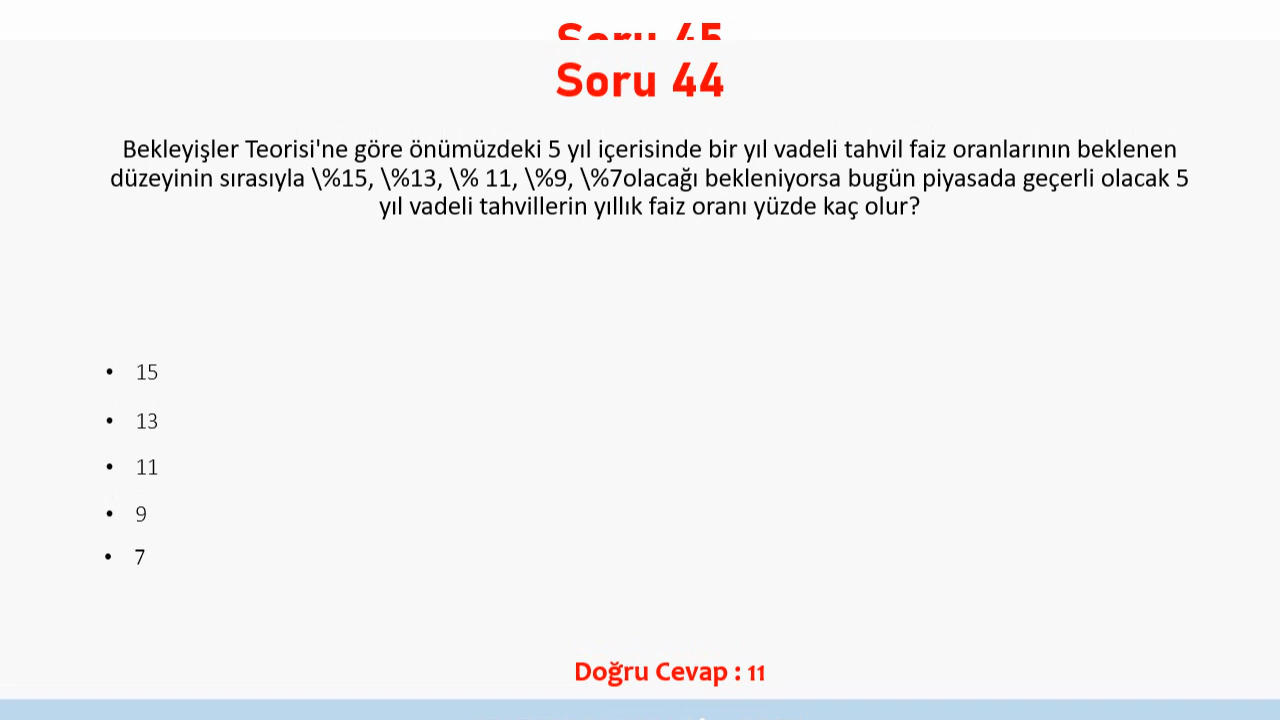 Soru 45
Soru 44
Bekleyişler Teorisi'ne göre önümüzdeki 5 yıl içerisinde bir yıl vadeli tahvil faiz oranlarının beklenen
düzeyinin sırasıyla \%15, \%13, \% 11, \%9, \%7olacağı bekleniyorsa bugün piyasada geçerli olacak 5
yıl vadeli tahvillerin yıllık faiz oranı yüzde kaç olur?
• 15
• 13
• 11
• 9
• 7
Doğru Cevap : 11